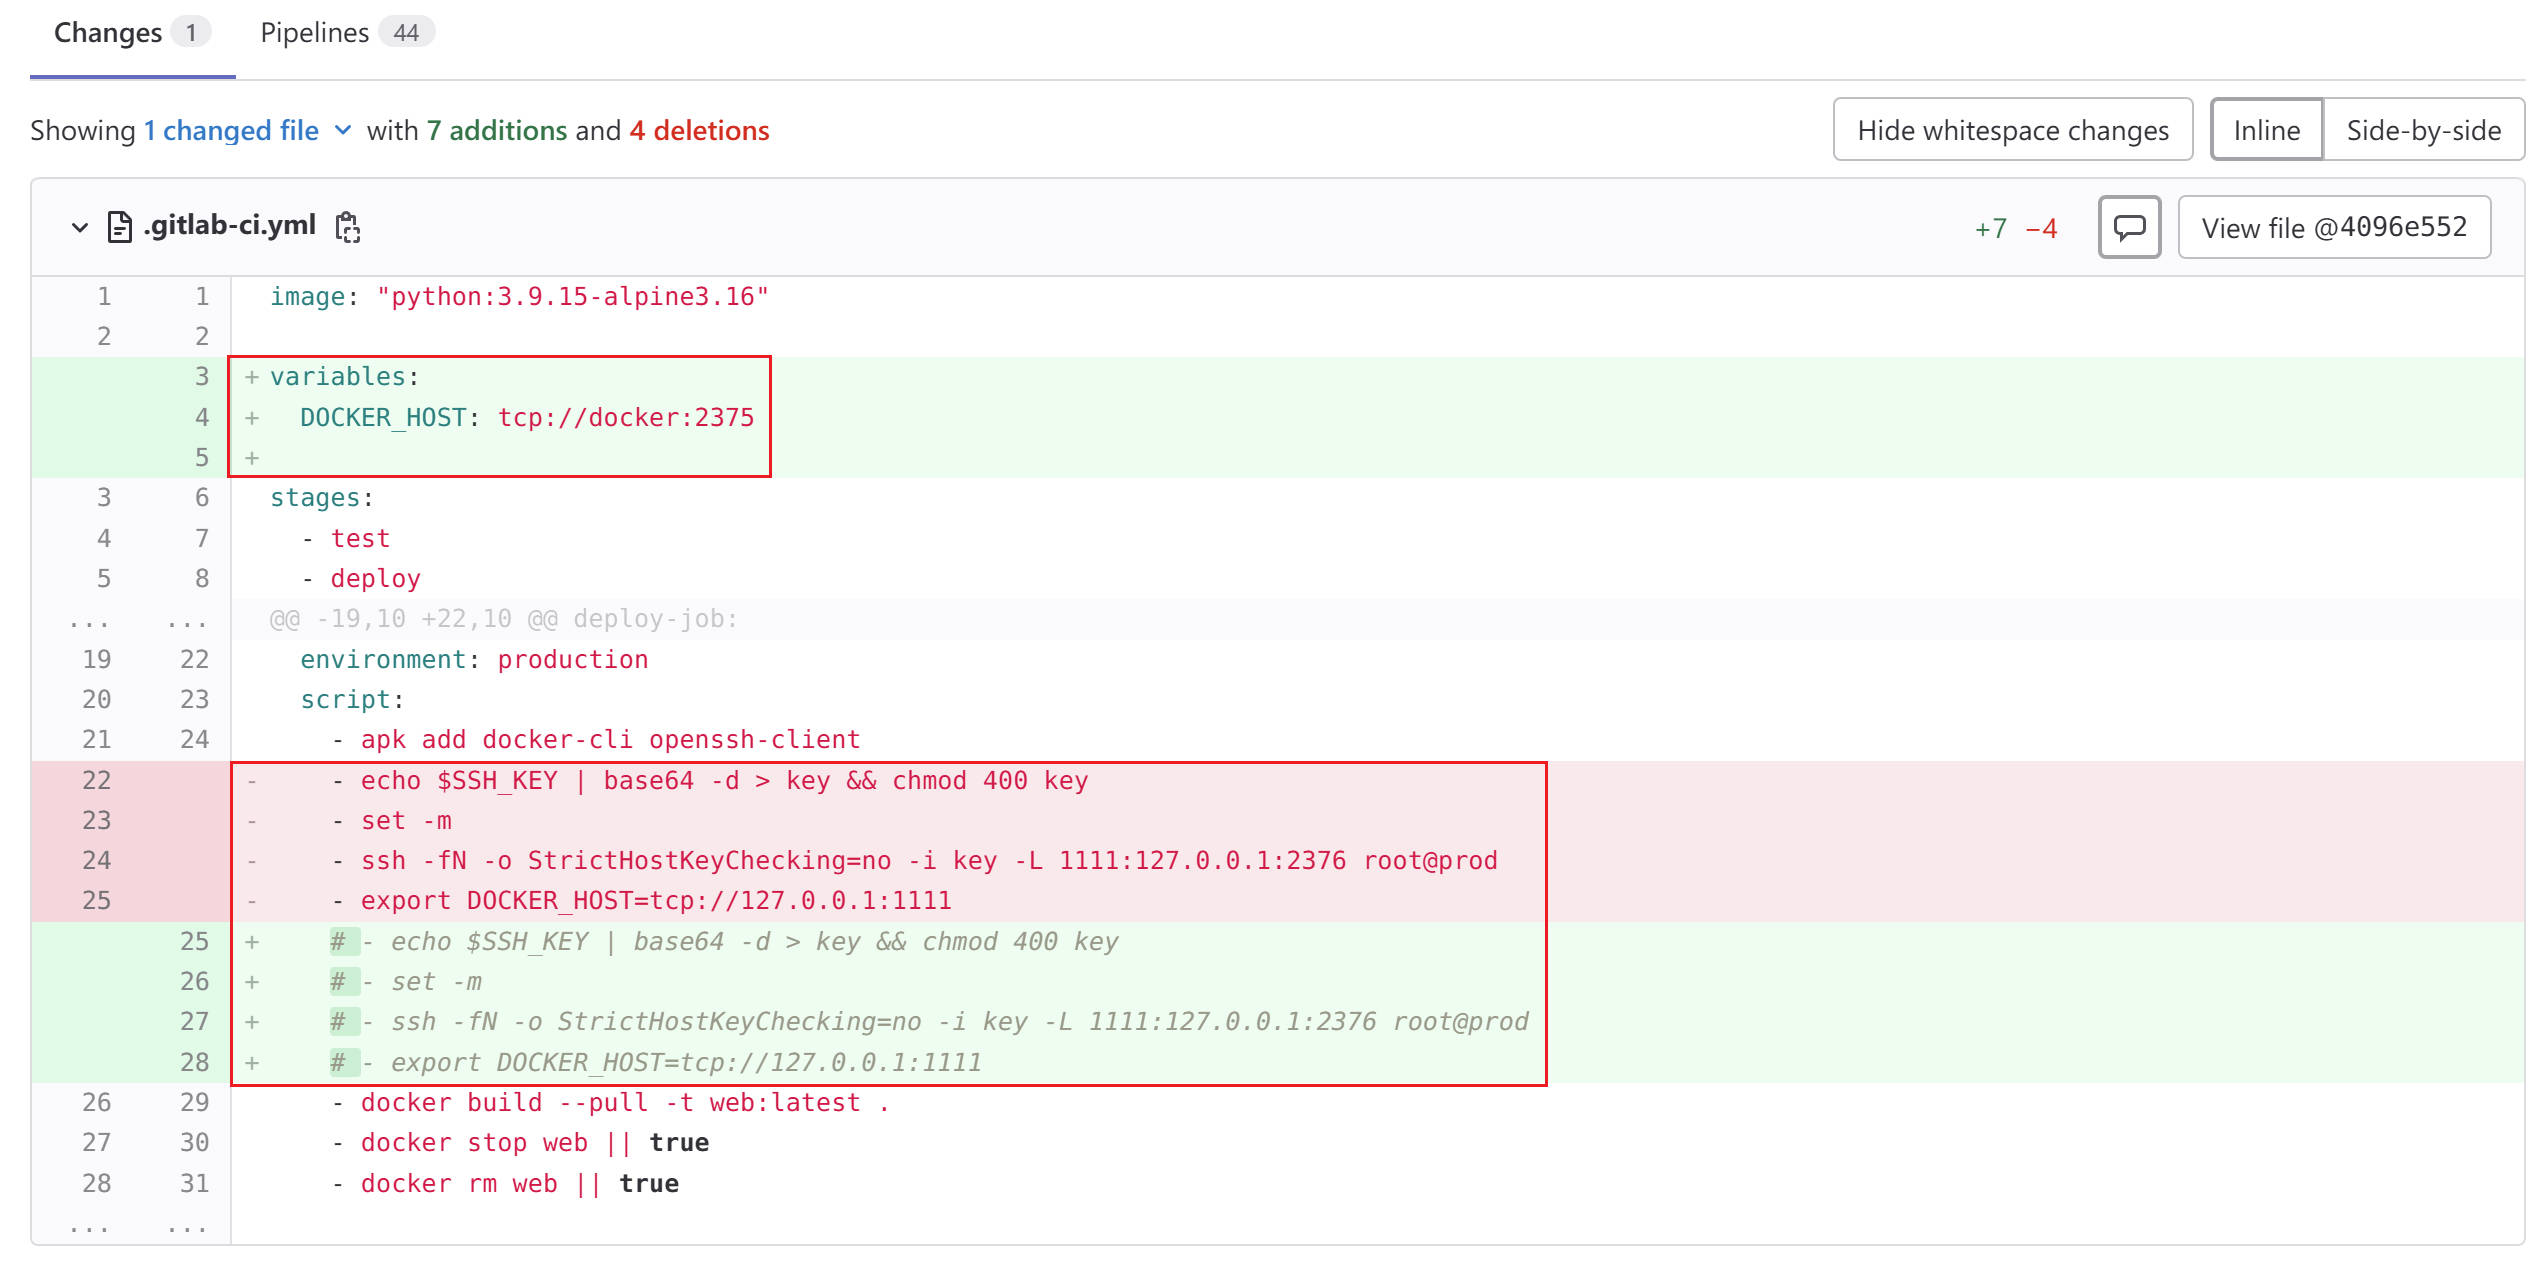 Changes 1 Pipelines 44
Showing 1 changed file with 7 additions and 4 deletions Hide whitespace changes Inline Side-by-side
.gitlab-ci.yml +7 −4 View file @4096e552
1 1 image: "python:3.9.15-alpine3.16"
2 2
3 + variables:
4 + DOCKER_HOST: tcp://docker:2375
5 +
3 6 stages:
4 7 - test
5 8 - deploy
... ... @@ -19,10 +22,10 @@ deploy-job:
19 22 environment: production
20 23 script:
21 24 - apk add docker-cli openssh-client
22 - - echo $SSH_KEY | base64 -d > key && chmod 400 key
23 - - set -m
24 - - ssh -fN -o StrictHostKeyChecking=no -i key -L 1111:127.0.0.1:2376 root@prod
25 - - export DOCKER_HOST=tcp://127.0.0.1:1111
25 + # - echo $SSH_KEY | base64 -d > key && chmod 400 key
26 + # - set -m
27 + # - ssh -fN -o StrictHostKeyChecking=no -i key -L 1111:127.0.0.1:2376 root@prod
28 + # - export DOCKER_HOST=tcp://127.0.0.1:1111
26 29 - docker build --pull -t web:latest .
27 30 - docker stop web || true
28 31 - docker rm web || true
... ...